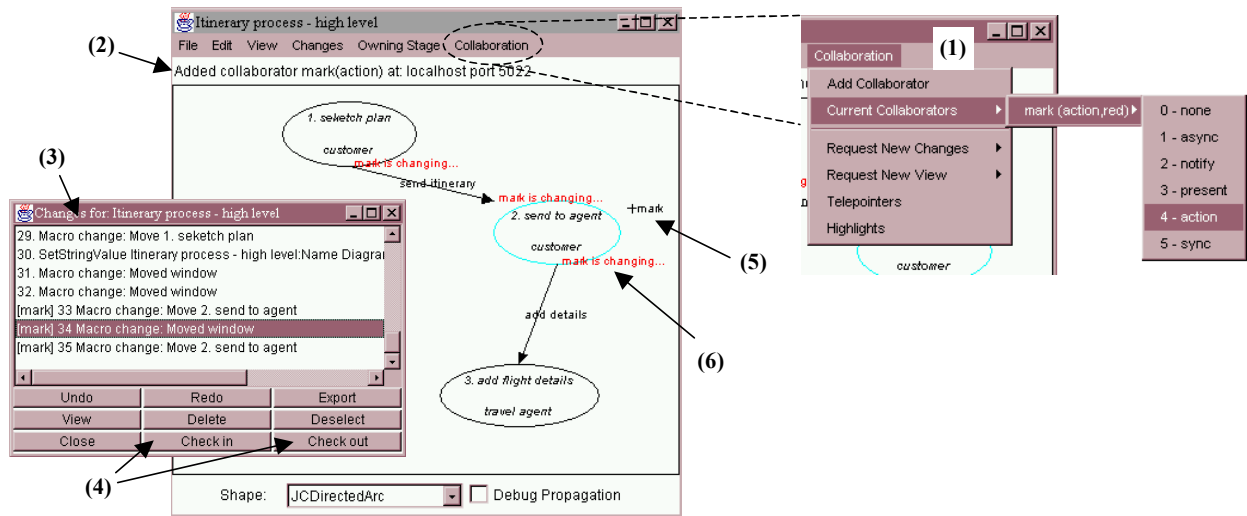 Itinerary process - high level
File Edit View Changes Owning Stage Collaboration
(2)
Added collaborator mark(action) at: localhost port 5022
1. seketch plan
customer
mark is changing...
send itinerary
mark is changing...
2. send to agent
customer
mark is changing...
+mark
(5)
(6)
add details
3. add flight details
travel agent
Shape: JCDirectedArc Debug Propagation
(3)
Changes for: Itinerary process - high level
29. Macro change: Move 1. seketch plan
30. SetStringValue Itinerary process - high level:Name Diagra
31. Macro change: Moved window
32. Macro change: Moved window
[mark] 33 Macro change: Move 2. send to agent
[mark] 34 Macro change: Moved window
[mark] 35 Macro change: Move 2. send to agent
Undo Redo Export
View Delete Deselect
Close Check in Check out
(4)
(1)
Collaboration
Add Collaborator
Current Collaborators
mark (action,red)
0 - none
1 - async
2 - notify
3 - present
4 - action
5 - sync
Request New Changes
Request New View
Telepointers
Highlights
customer